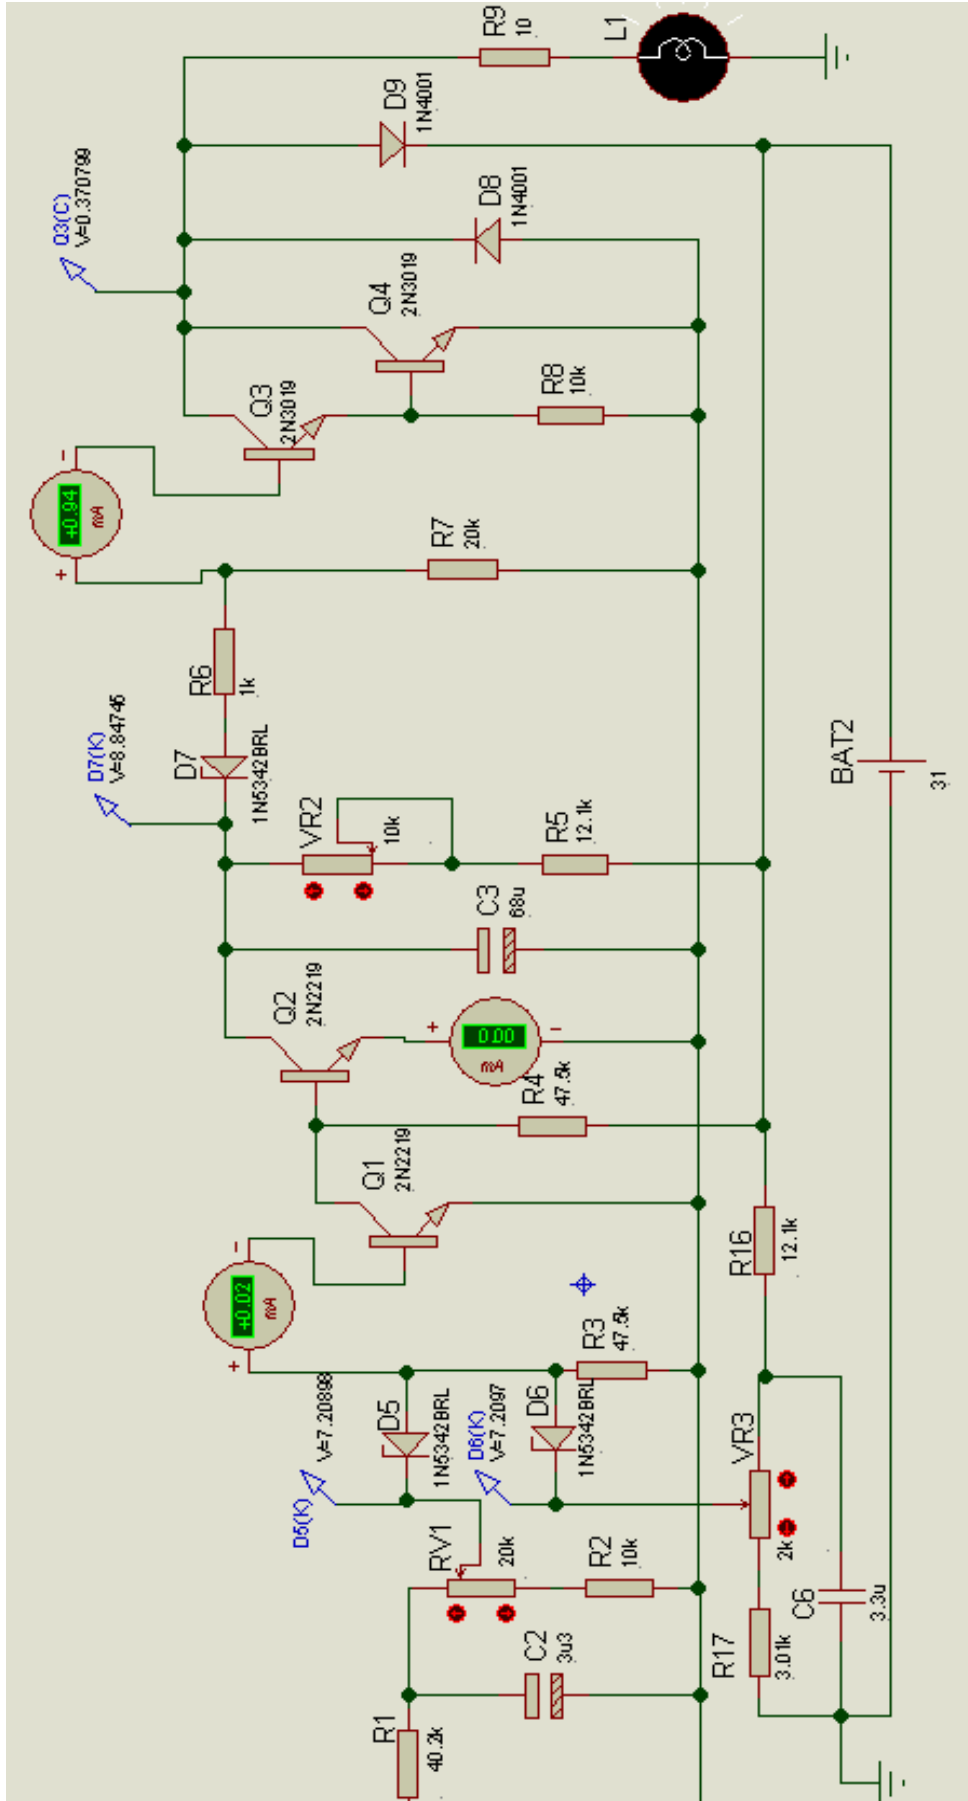 R9
10
L1
D9
1N4001
Q3(C)
V=0.370799
D8
1N4001
Q4
2N3019
Q3
2N3019
R8
10k
-
+0.94
mA
+
R7
20k
R6
1k
D7(K)
V=8.84745
D7
1N5342BRL
VR2
10k
R5
12.1k
BAT2
31
C3
68u
Q2
2N2219
+
0.00
mA
-
R4
47.5k
Q1
2N2219
R16
12.1k
-
+0.02
mA
+
R3
47.5k
V=7.20898
D5(K)
D5
1N5342BRL
D6(K)
V=7.2097
D6
1N5342BRL
VR3
2k
RV1
20k
R2
10k
C6
3.3u
R17
3.01k
C2
3u3
R1
40.2k